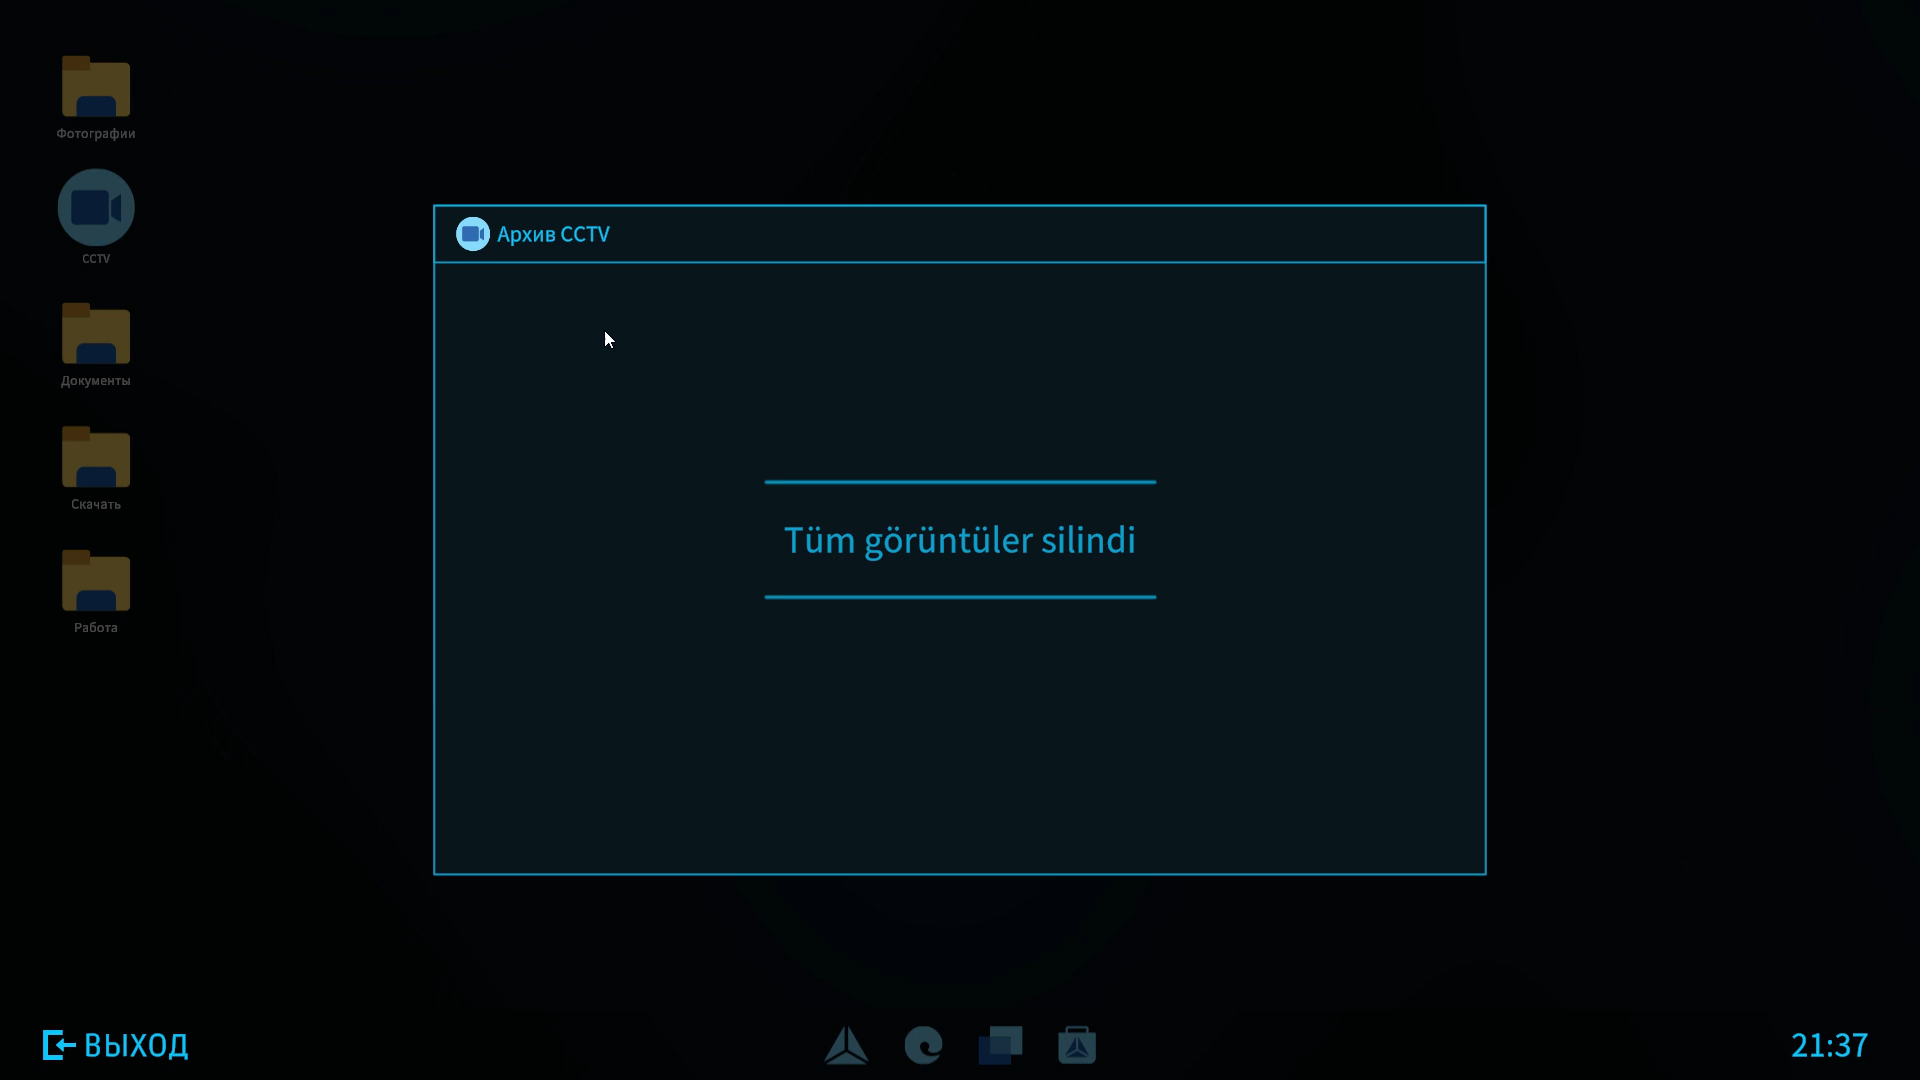 Фотографии
CCTV
Документы
Скачать
Работа
Архив CCTV
Tüm görüntüler silindi
ВЫХОД
21:37